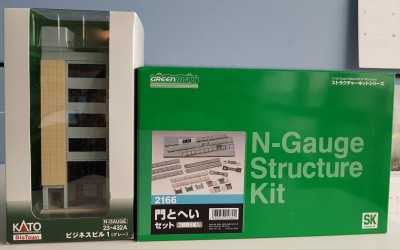 KATO
DioTown
N-GAUGE
23-432A
ビジネスビル1(グレー)
GREENMAX
ストラクチャーキットシリーズ
2166
門とへい
セット
N-Gauge
Structure
Kit
SK